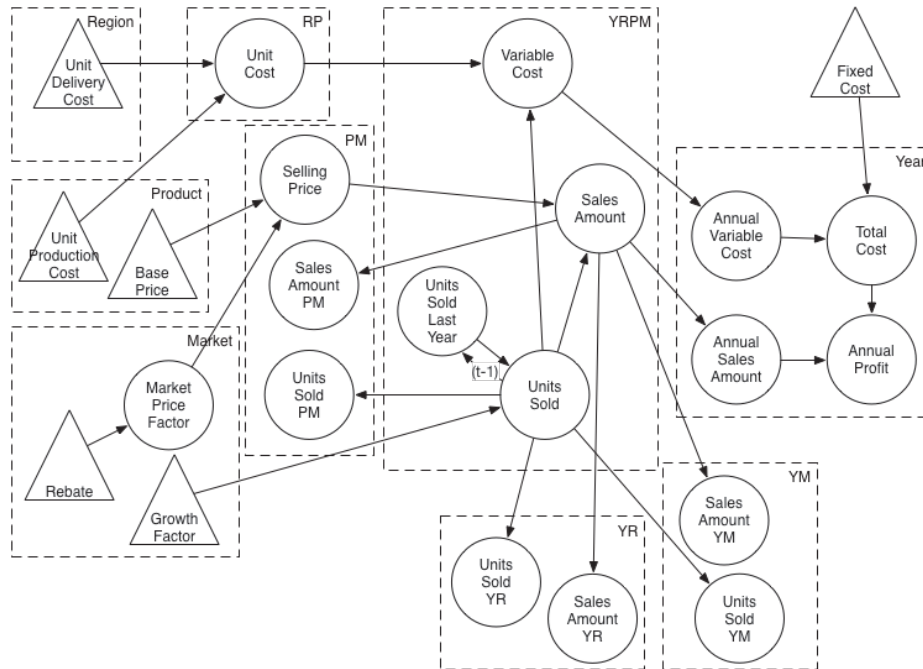 Region
RP
YRPM
Unit
Delivery
Cost
Unit
Cost
Variable
Cost
Fixed
Cost
PM
Selling
Price
Year
Product
Unit
Production
Cost
Base
Price
Sales
Amount
Annual
Variable
Cost
Total
Cost
Sales
Amount
PM
Units
Sold
Last
Year
Market
(t-1)
Annual
Sales
Amount
Annual
Profit
Market
Price
Factor
Units
Sold
PM
Units
Sold
Rebate
Growth
Factor
YM
Sales
Amount
YM
YR
Units
Sold
YR
Sales
Amount
YR
Units
Sold
YM